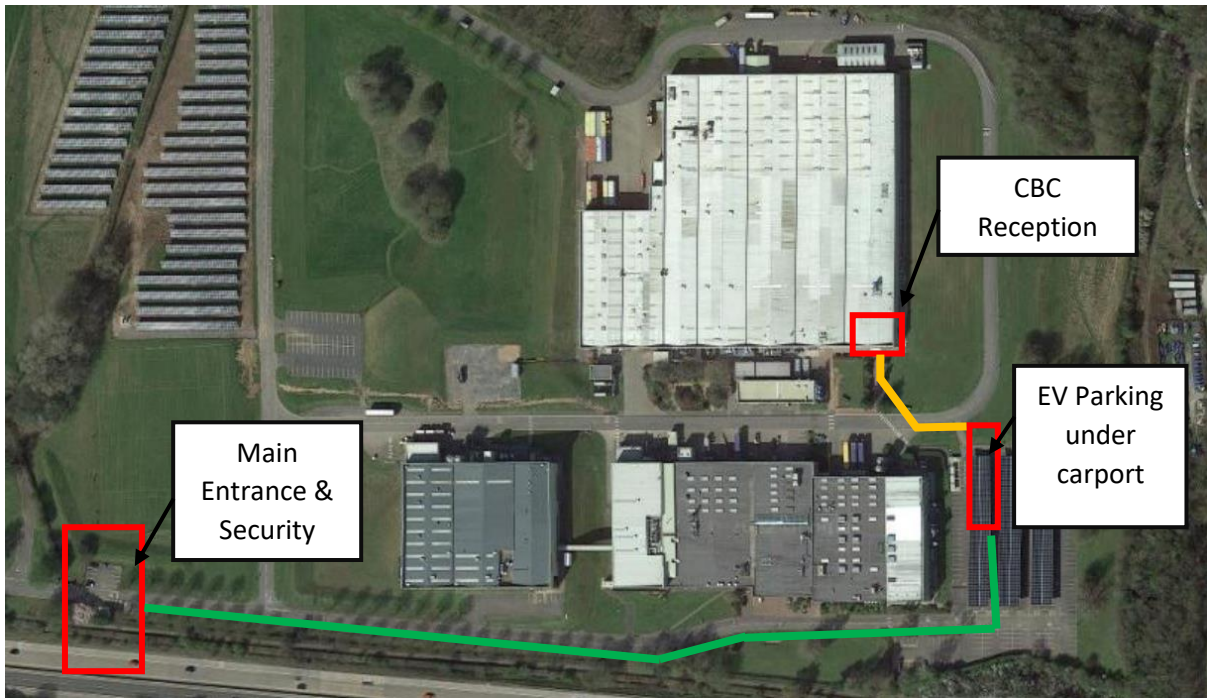 CBC
Reception
EV Parking
under
carport
Main
Entrance &
Security